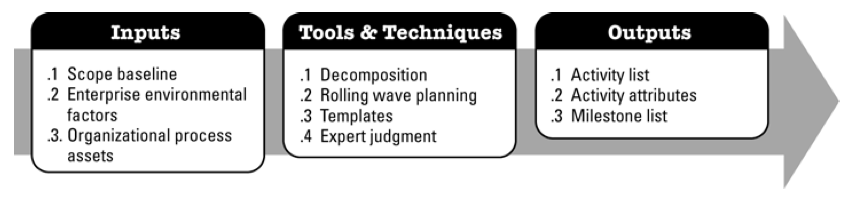 Inputs
.1 Scope baseline
.2 Enterprise environmental
factors
.3. Organizational process
assets
Tools & Techniques
.1 Decomposition
.2 Rolling wave planning
.3 Templates
.4 Expert judgment
Outputs
.1 Activity list
.2 Activity attributes
.3 Milestone list